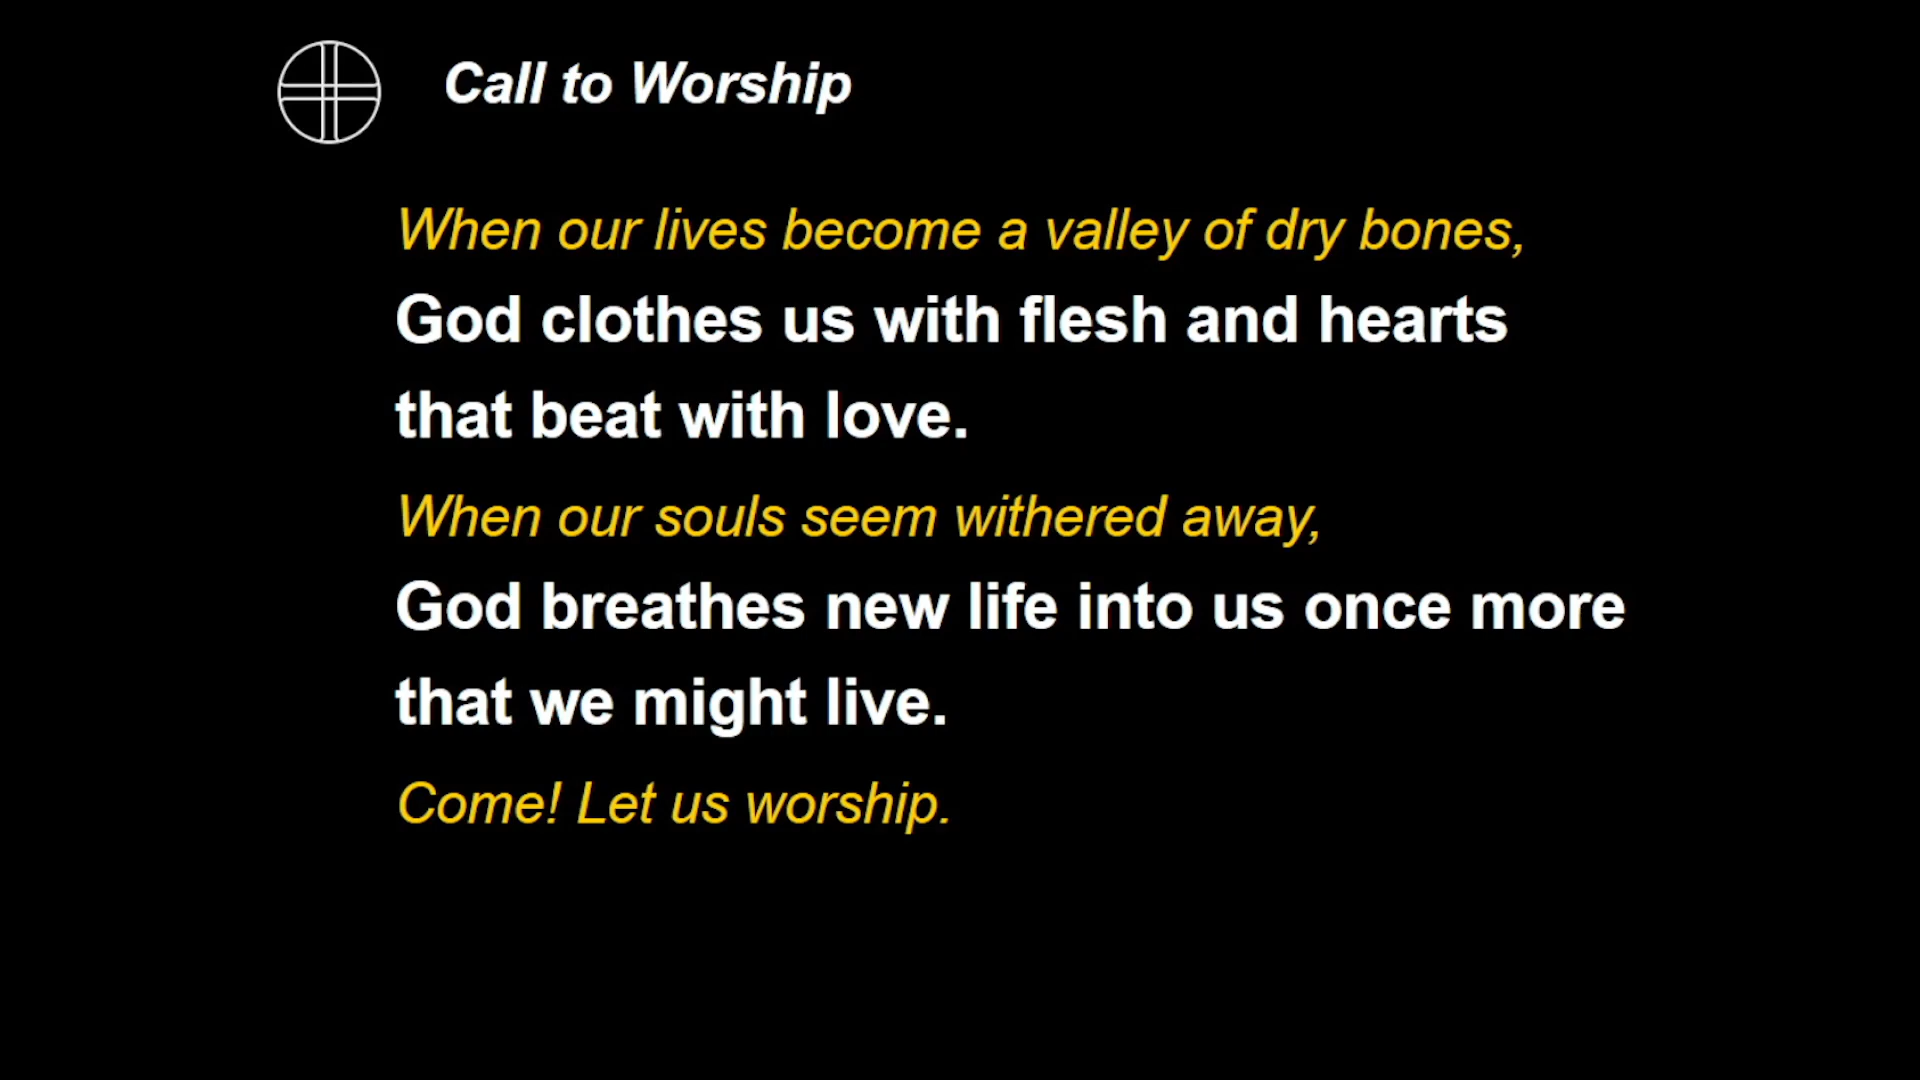 Call to Worship
When our lives become a valley of dry bones,
God clothes us with flesh and hearts
that beat with love.
When our souls seem withered away,
God breathes new life into us once more
that we might live.
Come! Let us worship.